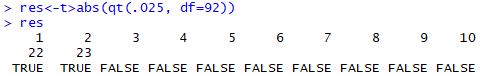 > res<-t>abs(qt(.025, df=92))
> res
1 2 3 4 5 6 7 8 9 10
22 23
TRUE TRUE FALSE FALSE FALSE FALSE FALSE FALSE FALSE FALSE